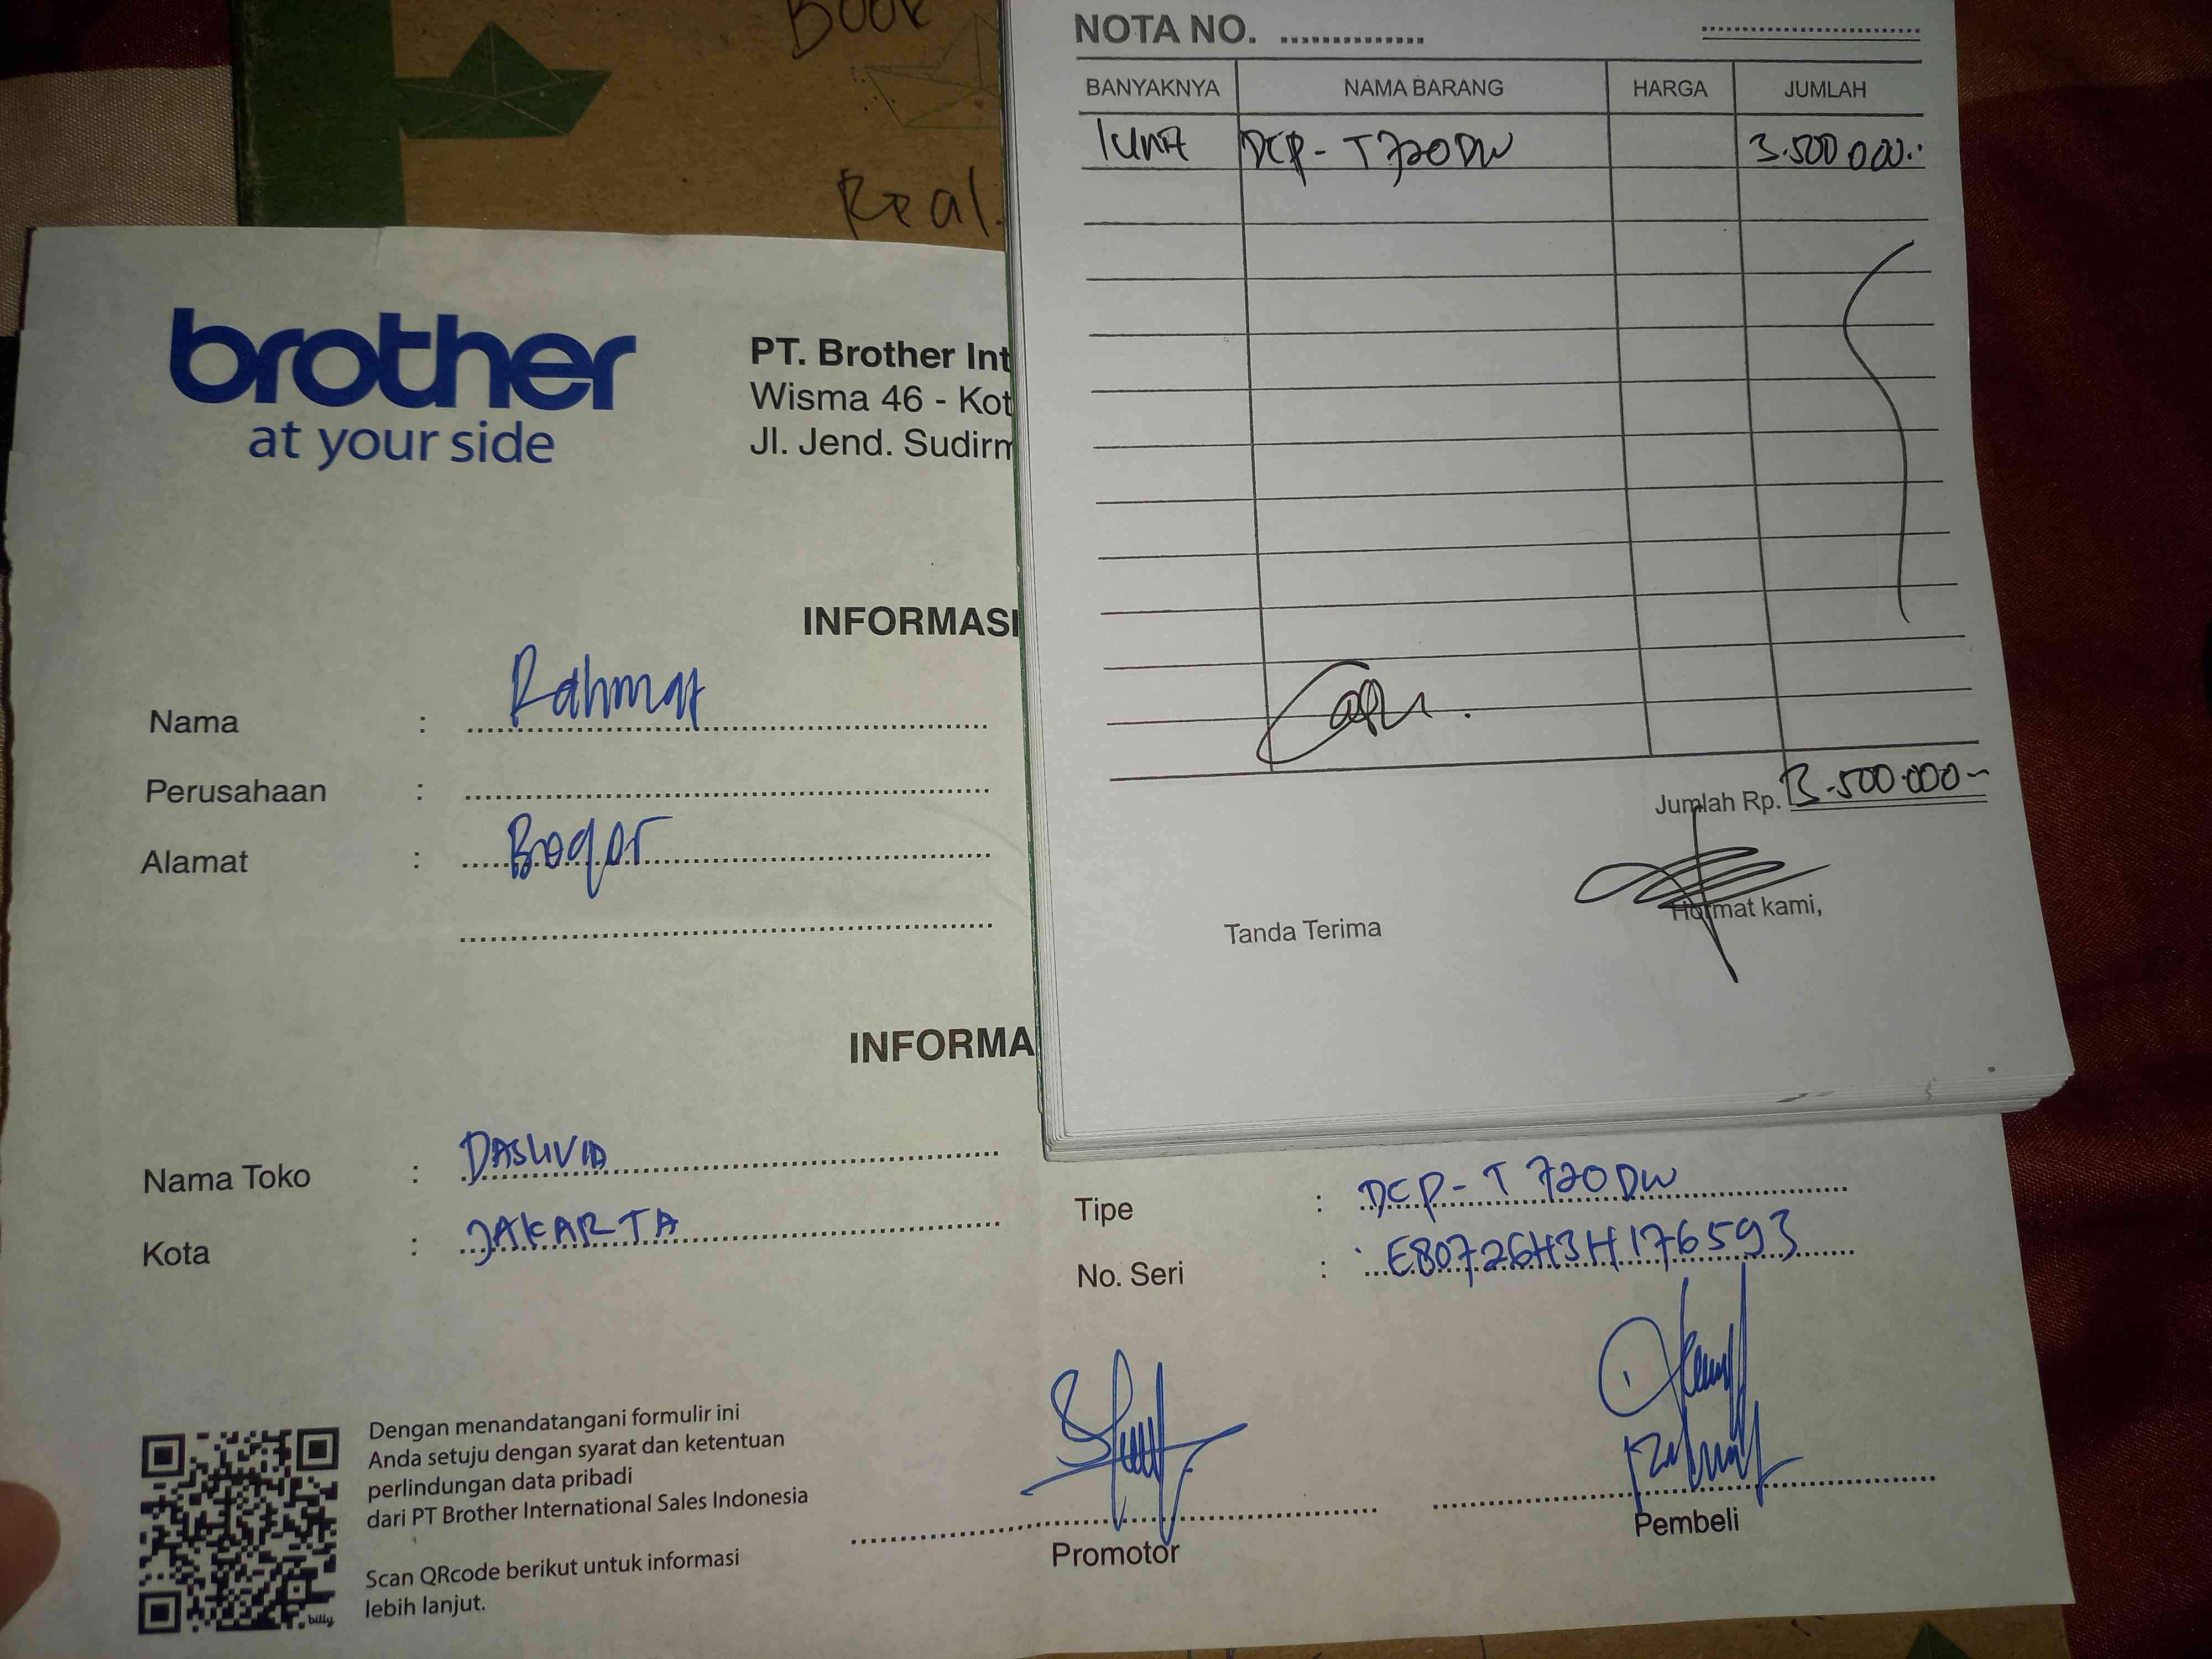 Book
Real
NOTA NO. ...............
BANYAKNYA NAMA BARANG HARGA JUMLAH
1 Unit DCP - T720DW 3.500 000.-
Jumlah Rp. 3.500.000-
Tanda Terima Hormat kami,
brother
at your side
PT. Brother Int
Wisma 46 - Kot
Jl. Jend. Sudirm
INFORMASI
Nama : Rahmat
Perusahaan :
Alamat : Bogor
INFORMA
Nama Toko :
Kota : JAKARTA
Tipe : DCP - T 720DW
No. Seri : E80726H3H176593
Dengan menandatangani formulir ini
Anda setuju dengan syarat dan ketentuan
perlindungan data pribadi
dari PT Brother International Sales Indonesia
Scan QRcode berikut untuk informasi
lebih lanjut.
billy
Promotor
Pembeli